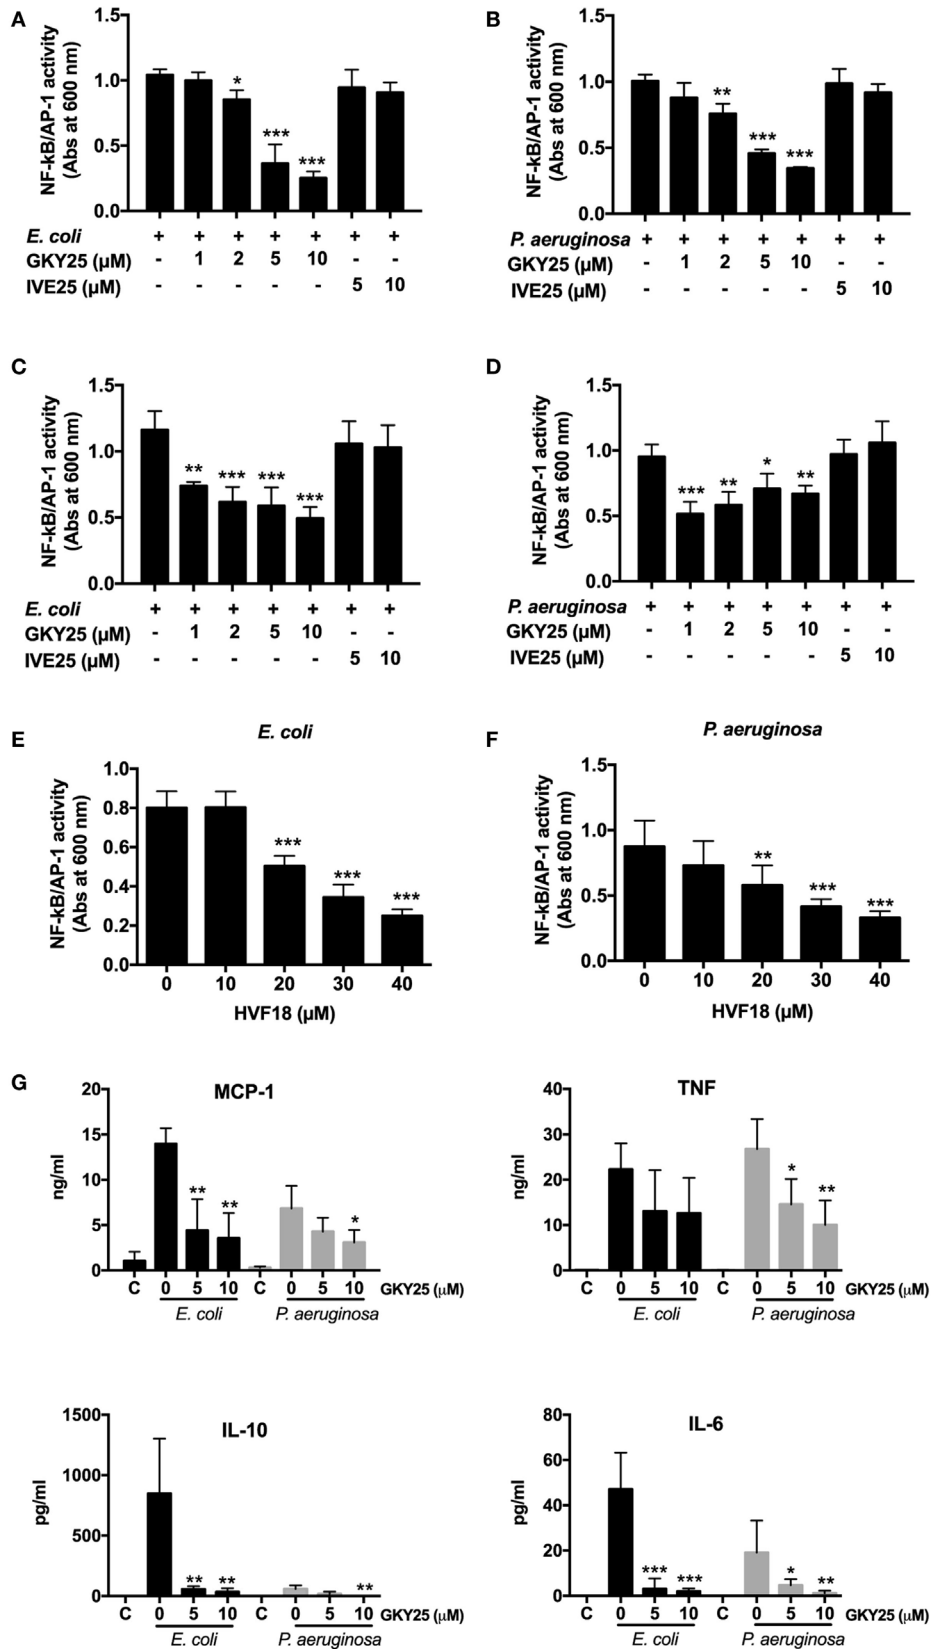 A
NF-kB/AP-1 activity
(Abs at 600 nm)
1.5
1.0
0.5
0.0
* *** ***
E. coli + + + + + + +
GKY25 (µM) - 1 2 5 10 - -
IVE25 (µM) - - - - - 5 10
B
NF-kB/AP-1 activity
(Abs at 600 nm)
1.5
1.0
0.5
0.0
** *** ***
P. aeruginosa + + + + + + +
GKY25 (µM) - 1 2 5 10 - -
IVE25 (µM) - - - - - 5 10
C
NF-kB/AP-1 activity
(Abs at 600 nm)
1.5
1.0
0.5
0.0
** *** *** ***
E. coli + + + + + + +
GKY25 (µM) - 1 2 5 10 - -
IVE25 (µM) - - - - - 5 10
D
NF-kB/AP-1 activity
(Abs at 600 nm)
1.5
1.0
0.5
0.0
*** ** * **
P. aeruginosa + + + + + + +
GKY25 (µM) - 1 2 5 10 - -
IVE25 (µM) - - - - - 5 10
E
E. coli
NF-kB/AP-1 activity
(Abs at 600 nm)
1.0
0.8
0.6
0.4
0.2
0.0
*** *** ***
0 10 20 30 40
HVF18 (µM)
F
P. aeruginosa
NF-kB/AP-1 activity
(Abs at 600 nm)
1.5
1.0
0.5
0.0
** *** ***
0 10 20 30 40
HVF18 (µM)
G
MCP-1
ng/ml
20
15
10
5
0
** ** *
C 0 5 10 C 0 5 10 GKY25 (µM)
E. coli P. aeruginosa
TNF
ng/ml
40
30
20
10
0
* **
C 0 5 10 C 0 5 10 GKY25 (µM)
E. coli P. aeruginosa
IL-10
pg/ml
1500
1000
500
0
** ** **
C 0 5 10 C 0 5 10 GKY25 (µM)
E. coli P. aeruginosa
IL-6
pg/ml
80
60
40
20
0
*** *** * **
C 0 5 10 C 0 5 10 GKY25 (µM)
E. coli P. aeruginosa